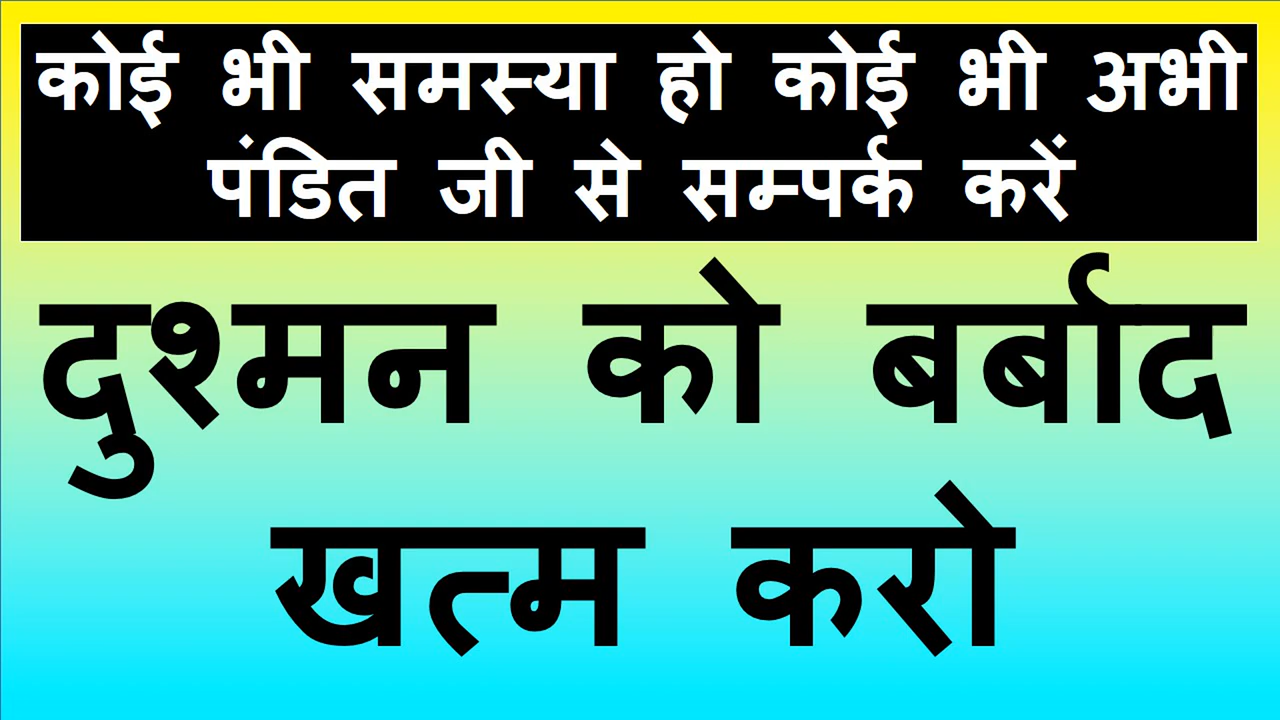 कोई भी समस्या हो कोई भी अभी
पंडित जी से सम्पर्क करें
दुश्मन को बर्बाद
खत्म करो